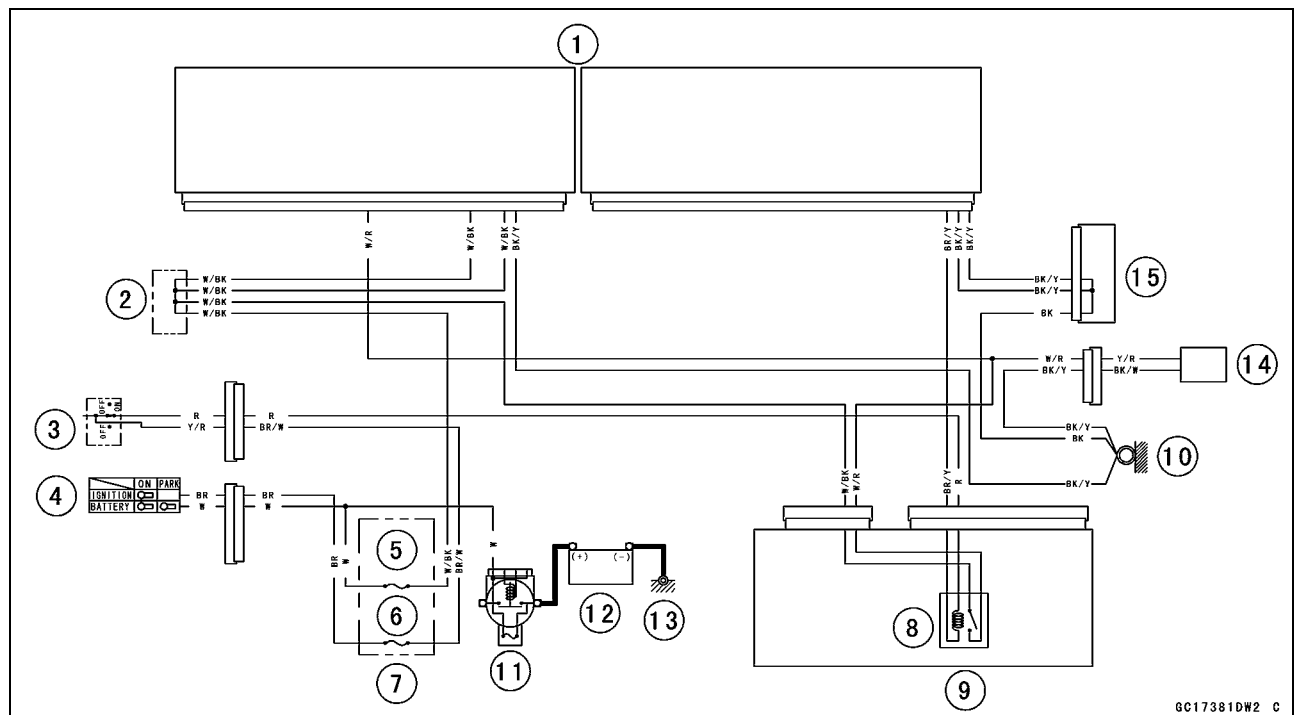 1
W/R
W/BK
W/BK
BK/Y
BR/Y
BK/Y
BK/Y
2
W/BK
W/BK
W/BK
W/BK
BK/Y
BK/Y
BK
15
W/R
BK/Y
Y/R
BK/W
14
3
OFF
ON
OFF
R
Y/R
R
BR/W
BK/Y
BK
BK/Y
10
4
ON PARK
IGNITION
BATTERY
BR
W
BR
W
W/BK
W/R
BR/Y
R
BR
W
5
W/BK
BR/W
W
6
7
11
(+) (-)
12
13
8
9
GC17381DW2 C